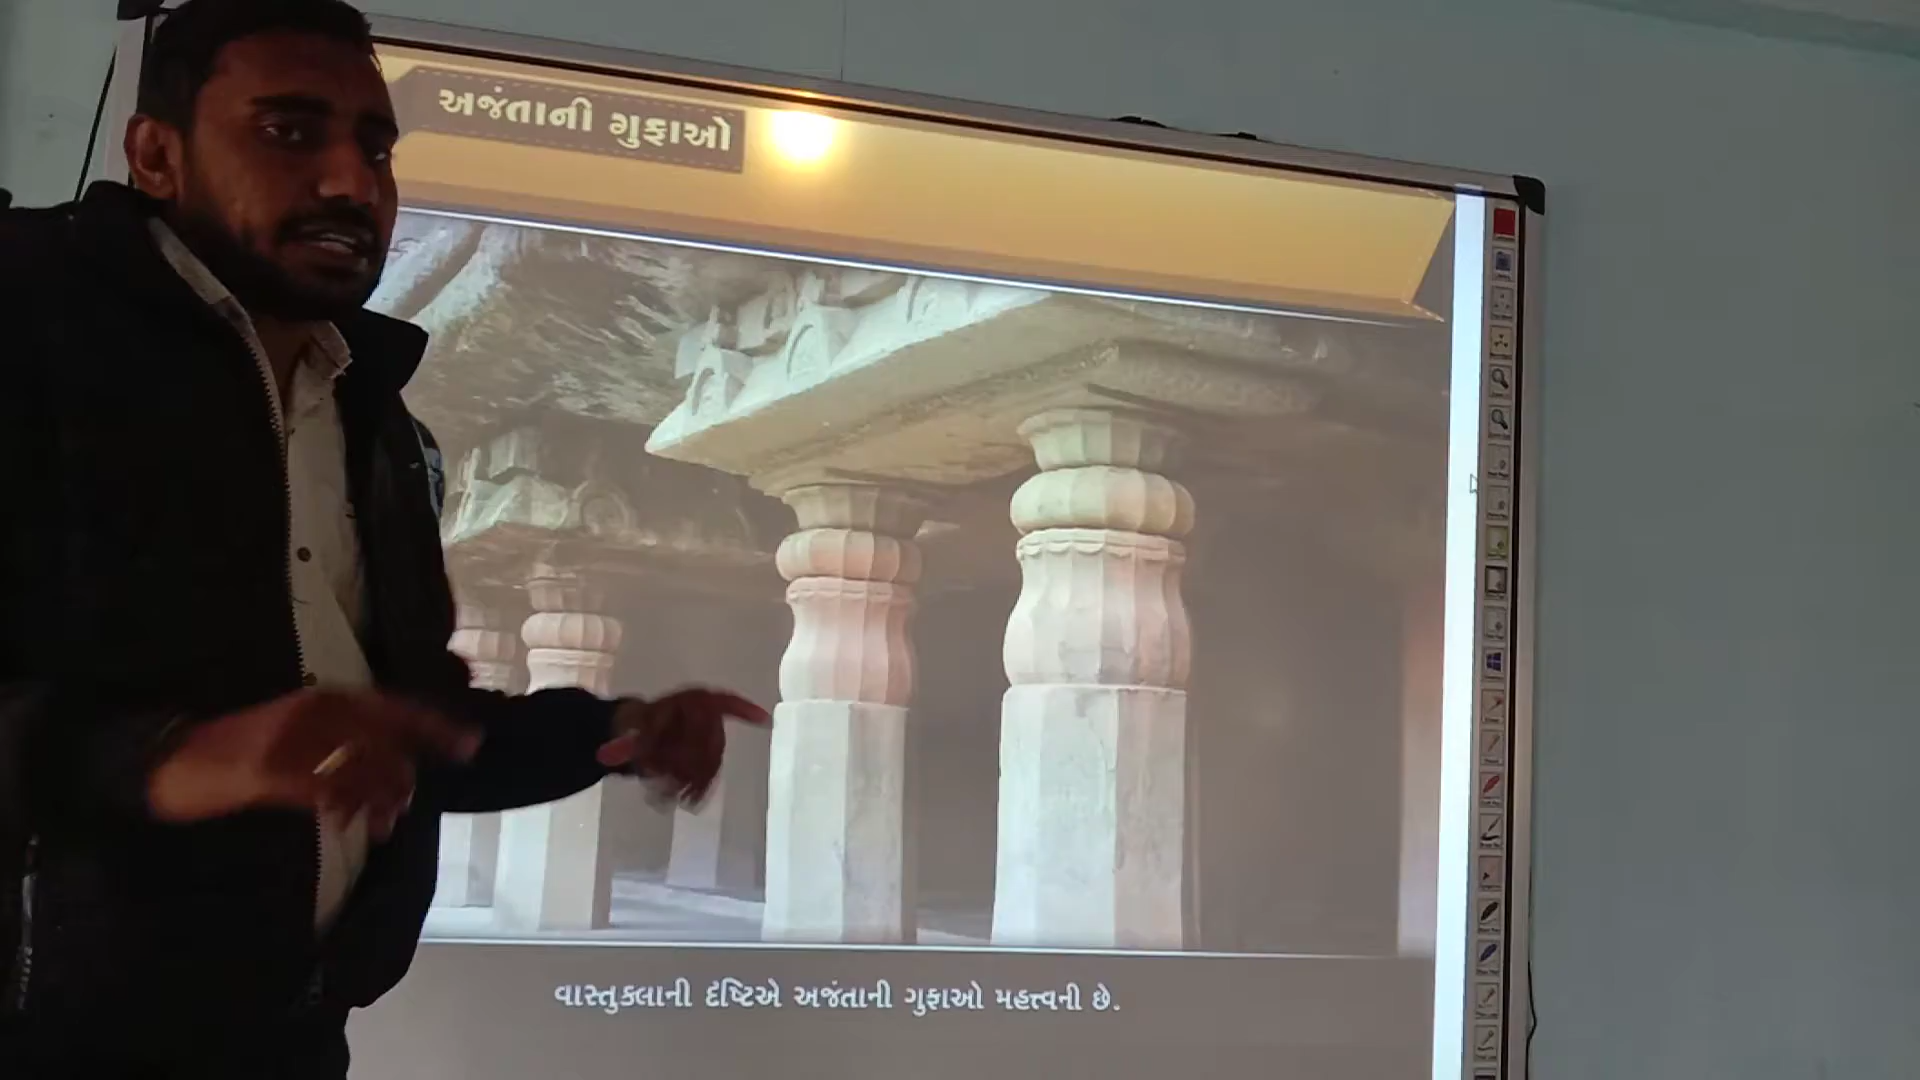 અજંતાની ગુફાઓ
વાસ્તુકલાની દૃષ્ટિએ અજંતાની ગુફાઓ મહત્ત્વની છે.